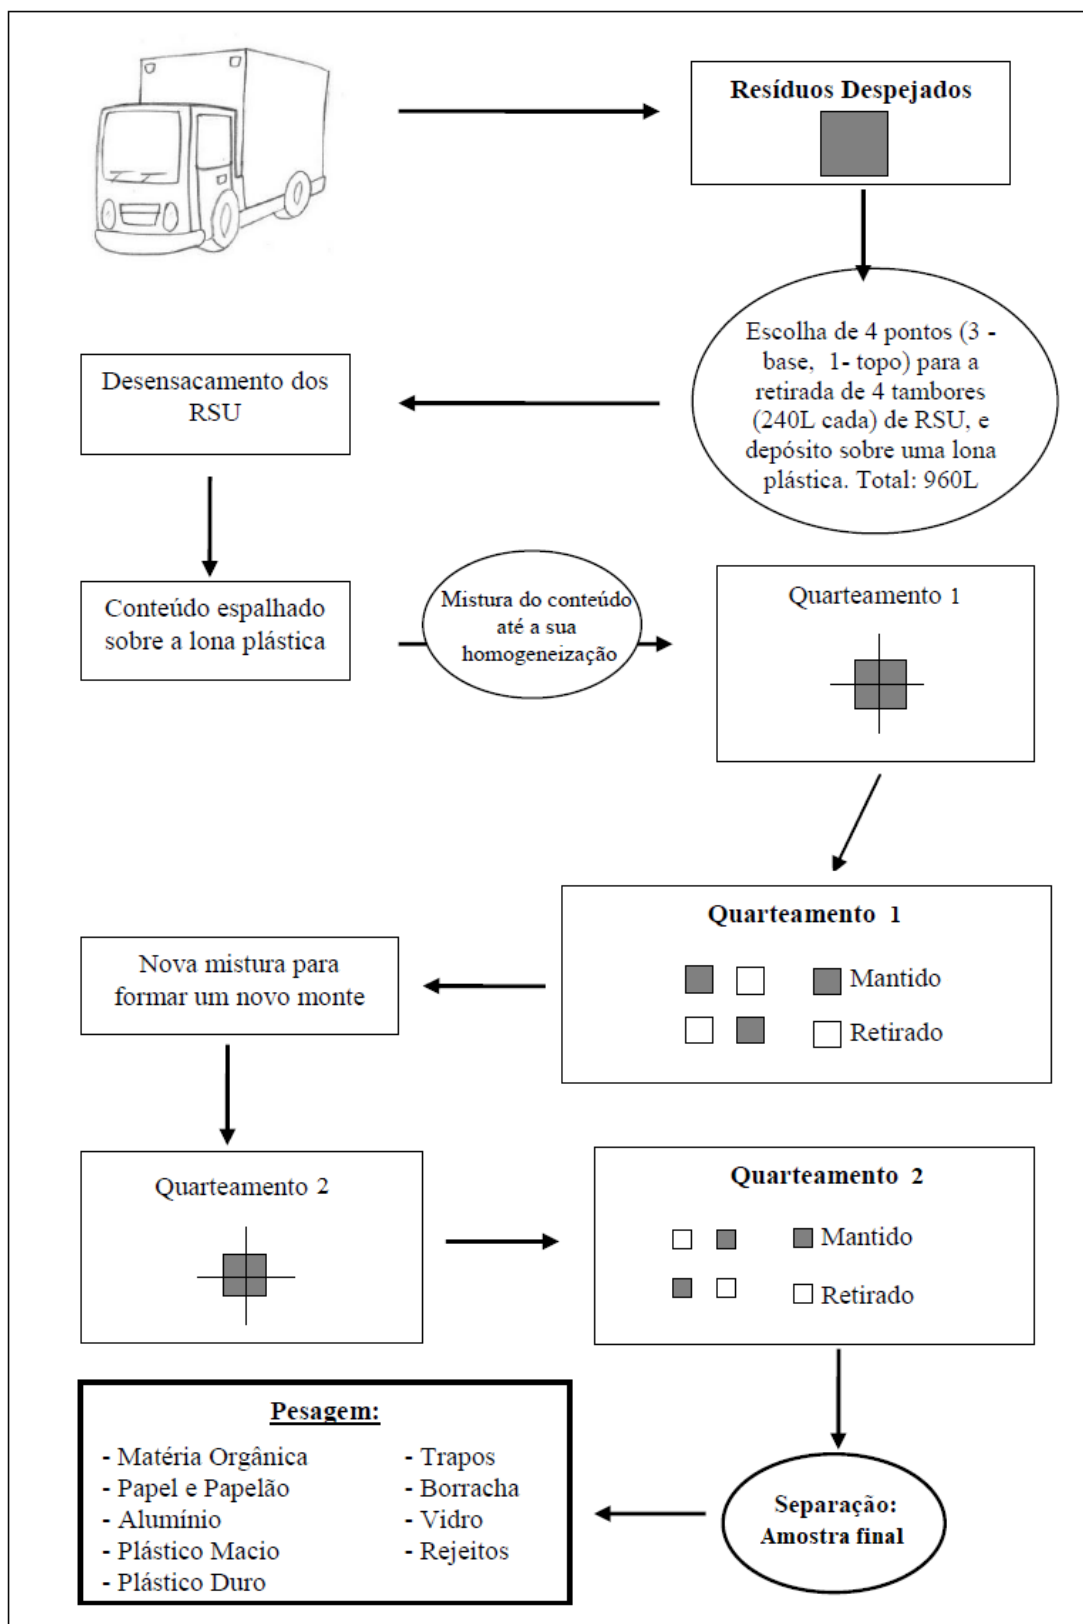 Resíduos Despejados
Escolha de 4 pontos (3 -
base, 1- topo) para a
retirada de 4 tambores
(240L cada) de RSU, e
depósito sobre uma lona
plástica. Total: 960L
Desensacamento dos
RSU
Conteúdo espalhado
sobre a lona plástica
Mistura do conteúdo
até a sua
homogeneização
Quarteamento 1
Quarteamento 1
Mantido
Retirado
Nova mistura para
formar um novo monte
Quarteamento 2
Quarteamento 2
Mantido
Retirado
Separação:
Amostra final
Pesagem:
- Matéria Orgânica
- Papel e Papelão
- Alumínio
- Plástico Macio
- Plástico Duro
- Trapos
- Borracha
- Vidro
- Rejeitos